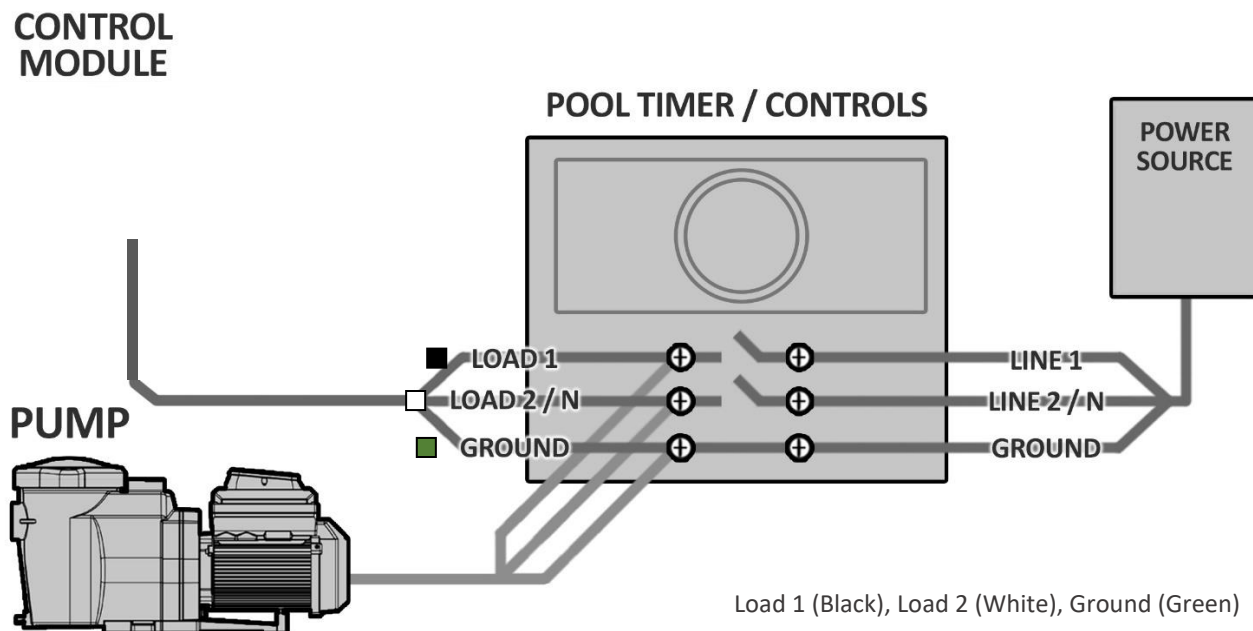 CONTROL
MODULE
POOL TIMER / CONTROLS
POWER
SOURCE
LOAD 1
LINE 1
LOAD 2 / N
LINE 2 / N
GROUND
GROUND
PUMP
Load 1 (Black), Load 2 (White), Ground (Green)